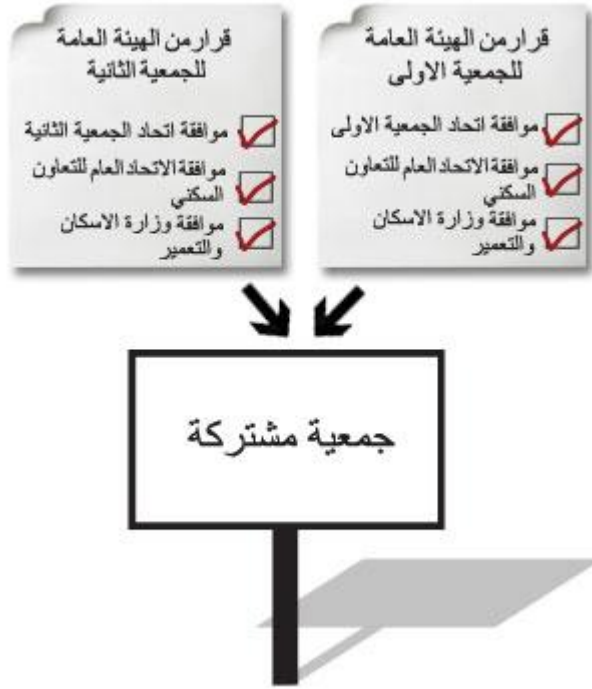 قرار من الهيئة العامة
للجمعية الاولى
موافقة اتحاد الجمعية الاولى
موافقة الاتحاد العام للتعاون
السكني
موافقة وزارة الاسكان
والتعمير
قرار من الهيئة العامة
للجمعية الثانية
موافقة اتحاد الجمعية الثانية
موافقة الاتحاد العام للتعاون
السكني
موافقة وزارة الاسكان
والتعمير
جمعية مشتركة